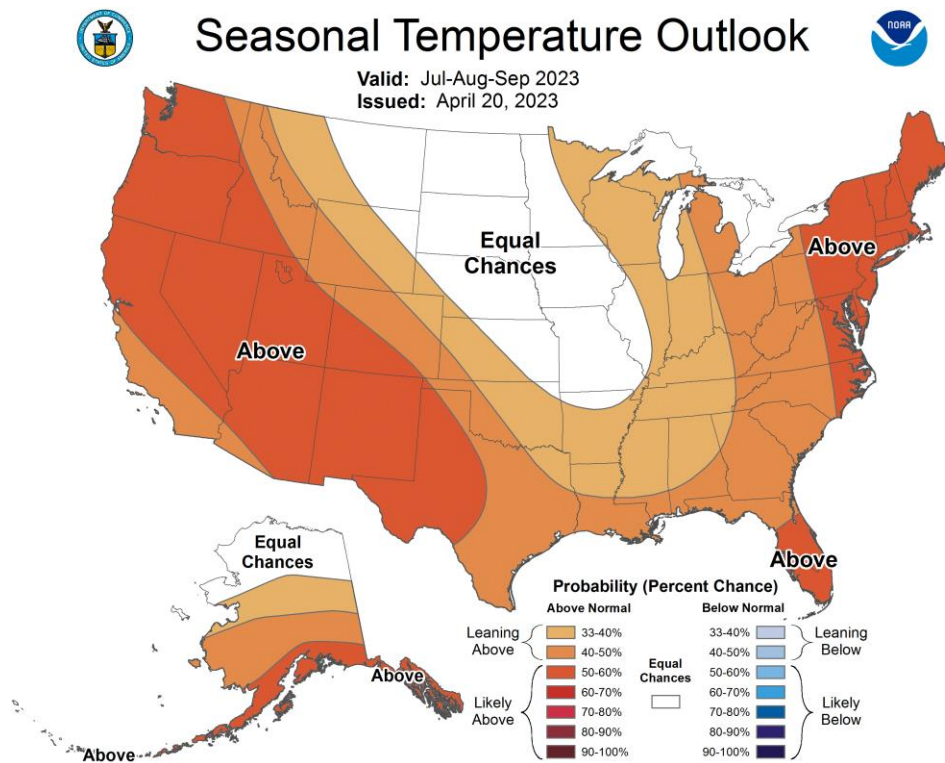 Seasonal Temperature Outlook
NOAA
Valid: Jul-Aug-Sep 2023
Issued: April 20, 2023
Equal
Chances
Above
Above
Above
Equal
Chances
Above
Above
Probability (Percent Chance)
Above Normal
Below Normal
Leaning
Above
33-40%
40-50%
Likely
Above
50-60%
60-70%
70-80%
80-90%
90-100%
Equal
Chances
33-40%
40-50%
Leaning
Below
50-60%
60-70%
70-80%
80-90%
90-100%
Likely
Below